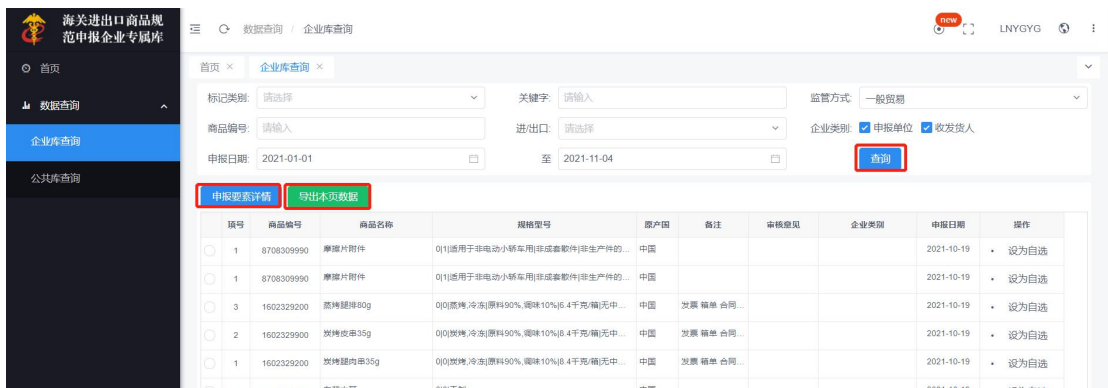 海关进出口商品规
范申报企业专属库
数据查询 / 企业库查询
new
LNYGYG
首页
首页 ×
企业库查询 ×
数据查询
企业库查询
公共库查询
标记类别: 请选择
关键字: 请输入
监管方式 一般贸易
商品编号: 请输入
进/出口: 请选择
企业类别: 申报单位 收发货人
申报日期: 2021-01-01
至 2021-11-04
查询
申报要素详情
导出本页数据
项号 商品编号 商品名称 规格型号 原产国 备注 审核意见 企业类别 申报日期 操作
1 8708309990 摩擦片附件 0|1|适用于非电动小轿车用|非成套散件|非生产件的... 中国 2021-10-19 • 设为自选
1 8708309990 摩擦片附件 0|1|适用于非电动小轿车用|非成套散件|非生产件的... 中国 2021-10-19 • 设为自选
3 1602329200 蒸烤腿排80g 0|0|蒸烤,冷冻|原料90%,调味10%|6.4千克/箱|无中... 中国 发票 箱单 合同... 2021-10-19 • 设为自选
2 1602329900 炭烤皮串35g 0|0|炭烤,冷冻|原料90%,调味10%|8.4千克/箱|无中... 中国 发票 箱单 合同... 2021-10-19 • 设为自选
1 1602329200 炭烤腿肉串35g 0|0|炭烤,冷冻|原料90%,调味10%|8.4千克/箱|无中... 中国 发票 箱单 合同... 2021-10-19 • 设为自选